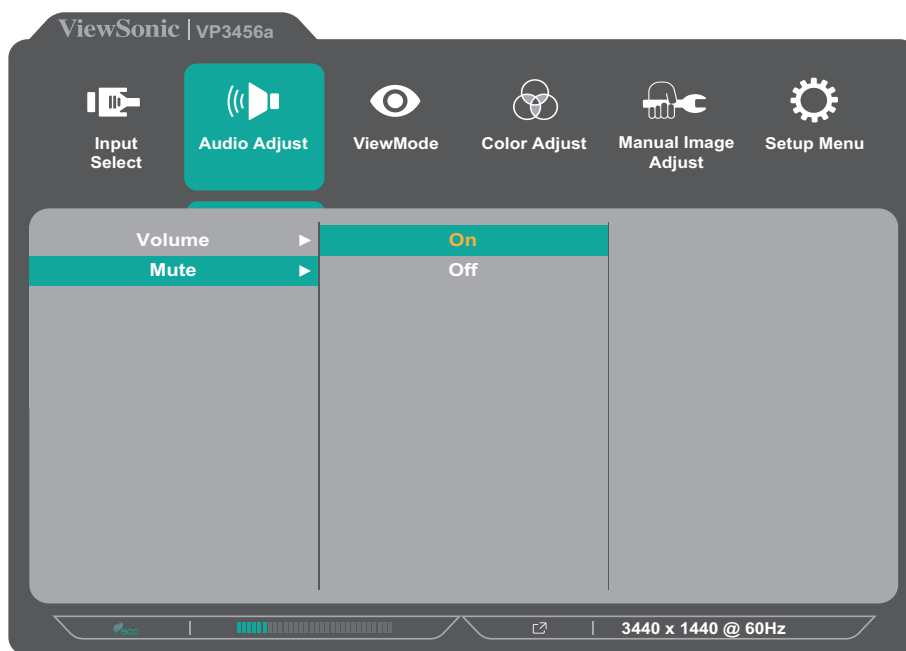 ViewSonic | VP3456a
Input Select
Audio Adjust
ViewMode
Color Adjust
Manual Image Adjust
Setup Menu
Volume
On
Mute
Off
eco
3440 x 1440 @ 60Hz